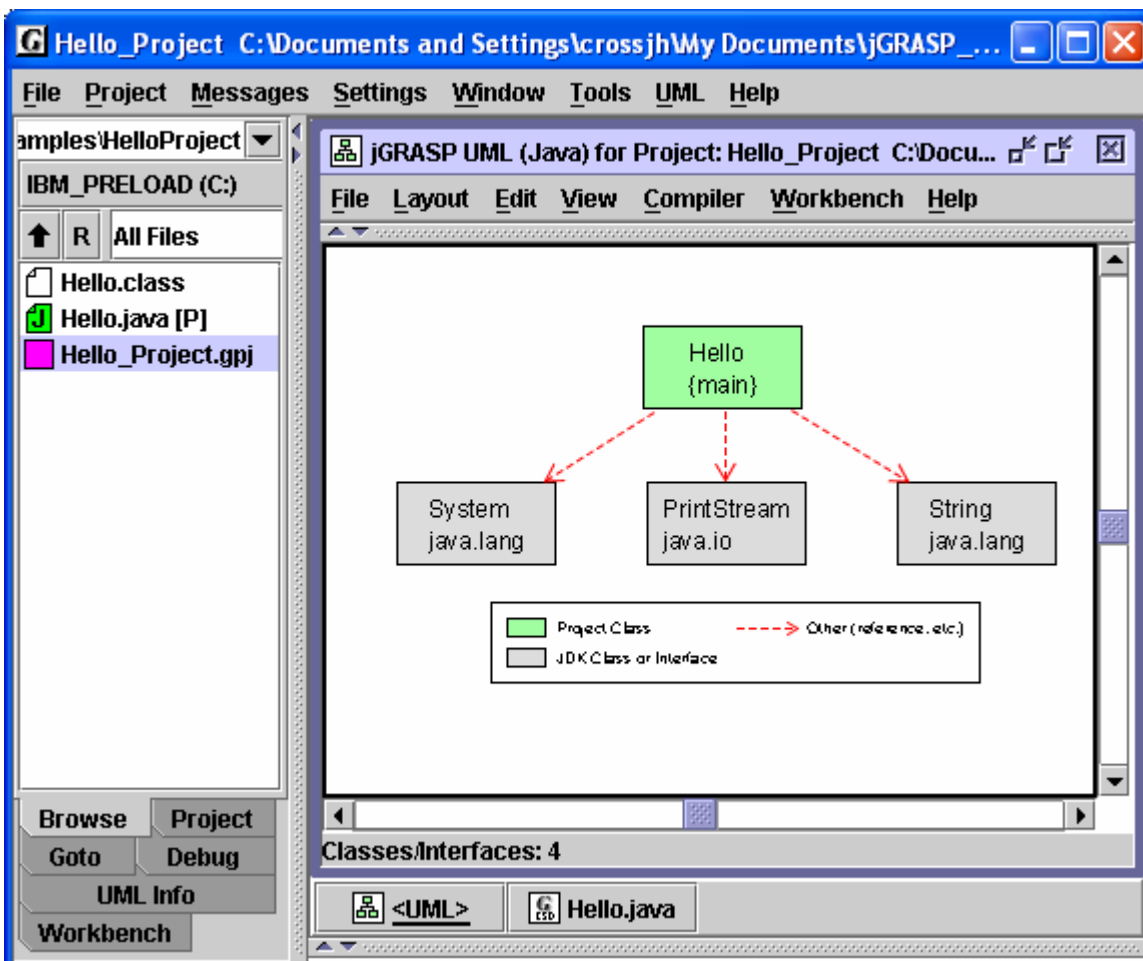 Hello_Project C:\Documents and Settings\crossjh\My Documents\jGRASP_...
File Project Messages Settings Window Tools UML Help
amples\HelloProject
IBM_PRELOAD (C:)
R All Files
Hello.class
Hello.java [P]
Hello_Project.gpj
Browse Project
Goto Debug
UML Info
Workbench
jGRASP UML (Java) for Project: Hello_Project C:\Docu...
File Layout Edit View Compiler Workbench Help
Hello
{main}
System
java.lang
PrintStream
java.io
String
java.lang
Project Class
Other (reference, etc.)
JDK Class or Interface
Classes/Interfaces: 4
<UML> Hello.java